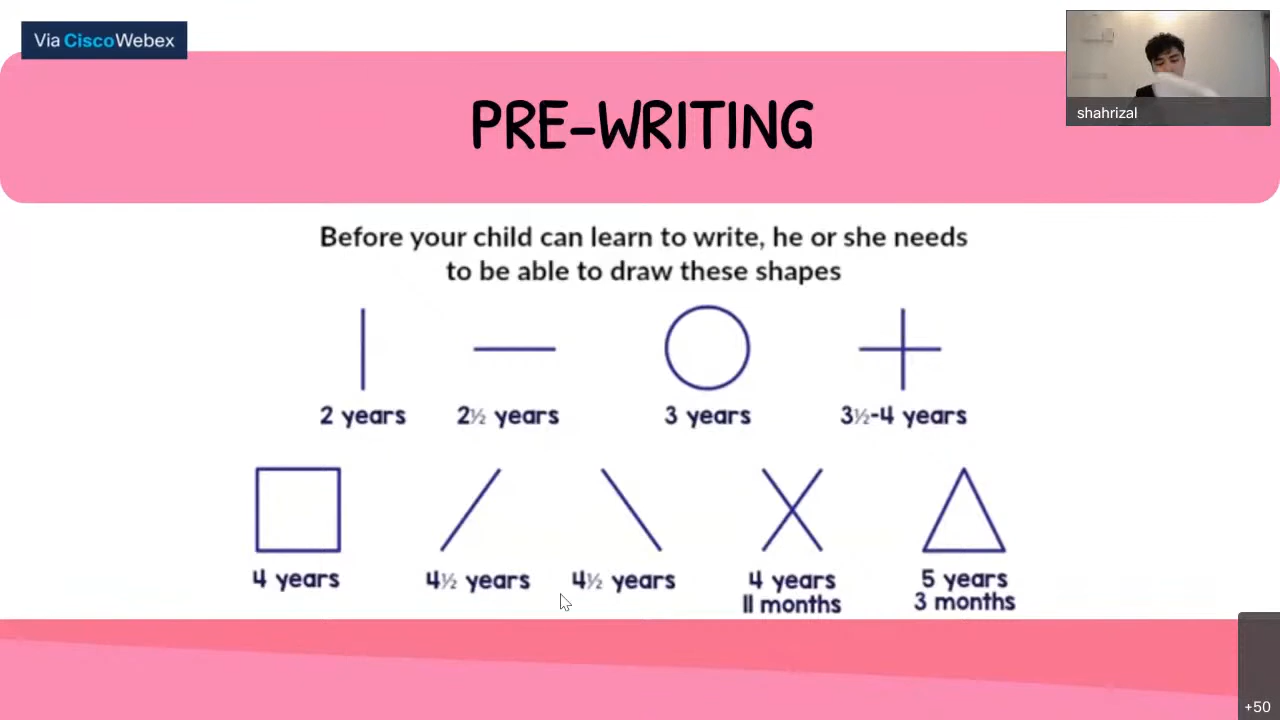 Via Cisco Webex
shahrizal
PRE-WRITING
Before your child can learn to write, he or she needs
to be able to draw these shapes
2 years
2½ years
3 years
3½-4 years
4 years
4½ years
4½ years
4 years
11 months
5 years
3 months
+50